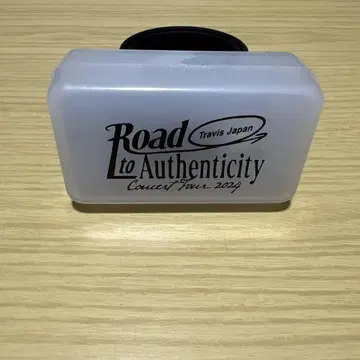 Road
Travis Japan
to Authenticity
Concert Tour 2024